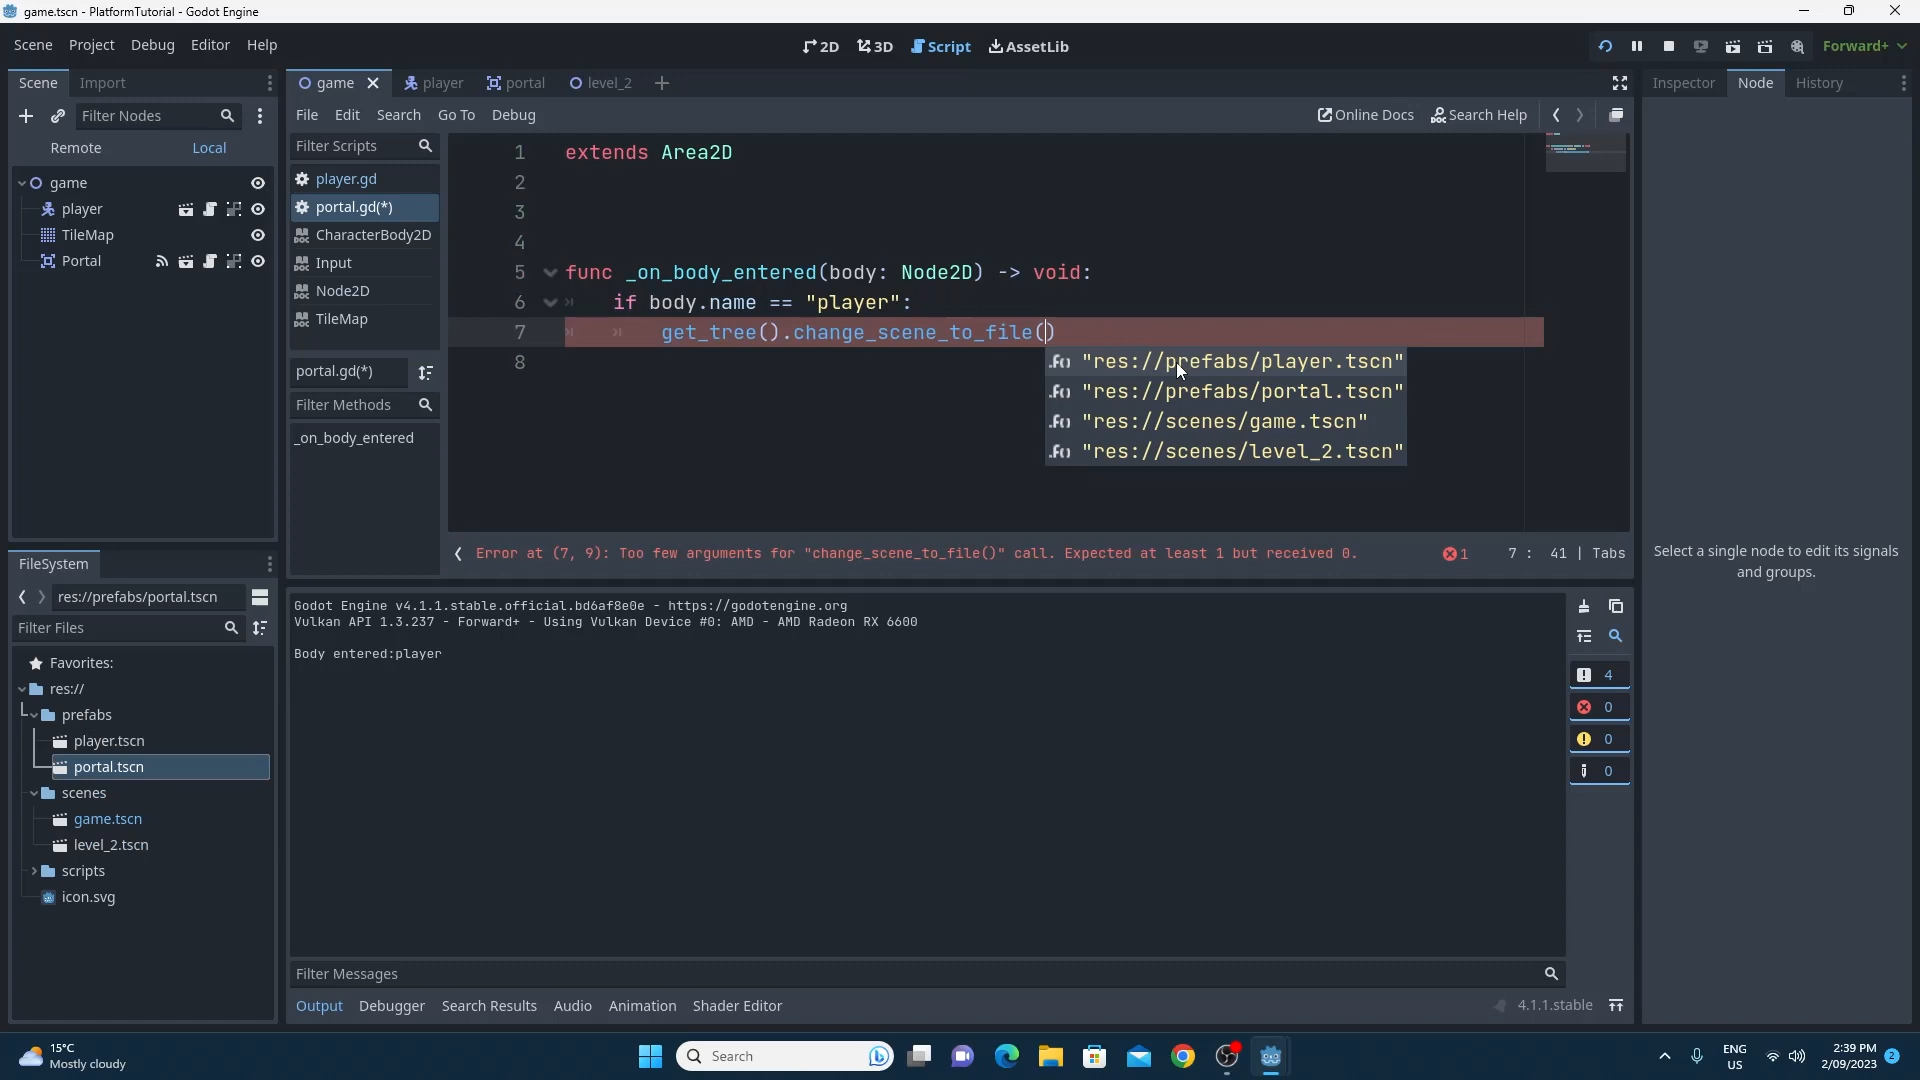 game.tscn - PlatformTutorial - Godot Engine
Scene Project Debug Editor Help
2D 3D Script AssetLib
Forward+
Scene Import
game player portal level_2
Inspector Node History
Filter Nodes
File Edit Search Go To Debug
Online Docs Search Help
Remote Local
game
player
TileMap
Portal
Filter Scripts
player.gd
portal.gd(*)
CharacterBody2D
Input
Node2D
TileMap
portal.gd(*)
Filter Methods
_on_body_entered
1 extends Area2D
2
3
4
5 func _on_body_entered(body: Node2D) -> void:
6 if body.name == "player":
7 get_tree().change_scene_to_file()
8
"res://prefabs/player.tscn"
"res://prefabs/portal.tscn"
"res://scenes/game.tscn"
"res://scenes/level_2.tscn"
Error at (7, 9): Too few arguments for "change_scene_to_file()" call. Expected at least 1 but received 0.
1 7 : 41 | Tabs
Select a single node to edit its signals
and groups.
FileSystem
res://prefabs/portal.tscn
Filter Files
Favorites:
res://
prefabs
player.tscn
portal.tscn
scenes
game.tscn
level_2.tscn
scripts
icon.svg
Godot Engine v4.1.1.stable.official.bd6af8e0e - https://godotengine.org
Vulkan API 1.3.237 - Forward+ - Using Vulkan Device #0: AMD - AMD Radeon RX 6600
Body entered:player
4
0
0
0
Filter Messages
Output Debugger Search Results Audio Animation Shader Editor
4.1.1.stable
15°C
Mostly cloudy
Search
ENG
US
2:39 PM
2/09/2023
2